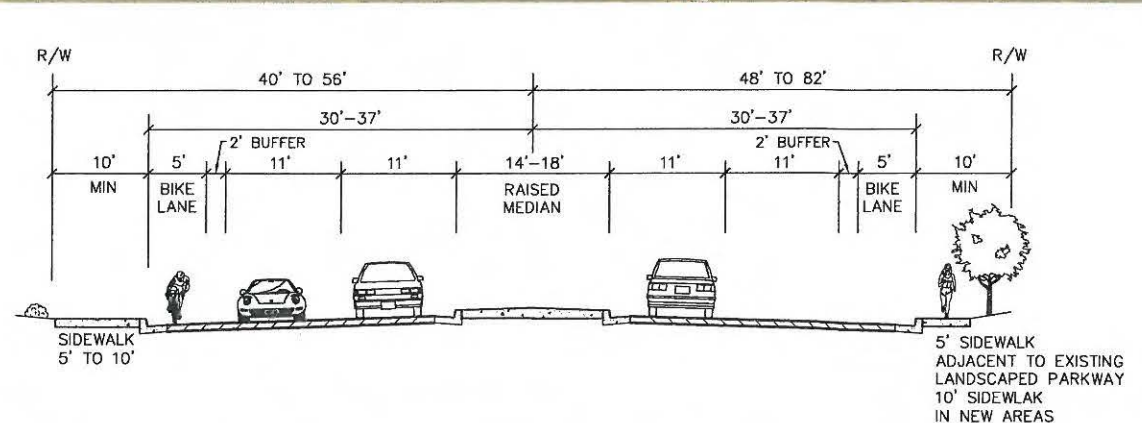 R/W
R/W
40' TO 56'
48' TO 82'
30'-37'
30'-37'
2' BUFFER
2' BUFFER
10'
5'
11'
11'
14'-18'
11'
11'
5'
10'
MIN
BIKE
LANE
RAISED
MEDIAN
BIKE
LANE
MIN
SIDEWALK
5' TO 10'
5' SIDEWALK
ADJACENT TO EXISTING
LANDSCAPED PARKWAY
10' SIDEWLAK
IN NEW AREAS